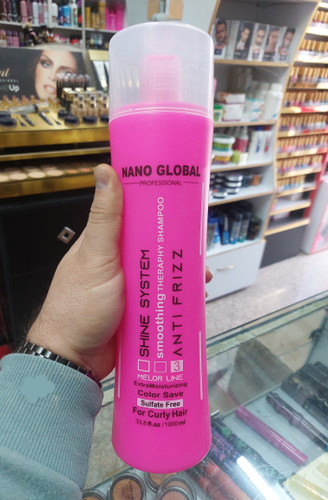 NANO GLOBAL
PROFESSIONAL
SHINE SYSTEM
smoothing THERAPHY SHAMPOO
ANTI FRIZZ
3
MELOR LINE
ExtraMoisturizing
Color Save
Sulfate Free
For Curly Hair
33.8 fl.oz /1000ml